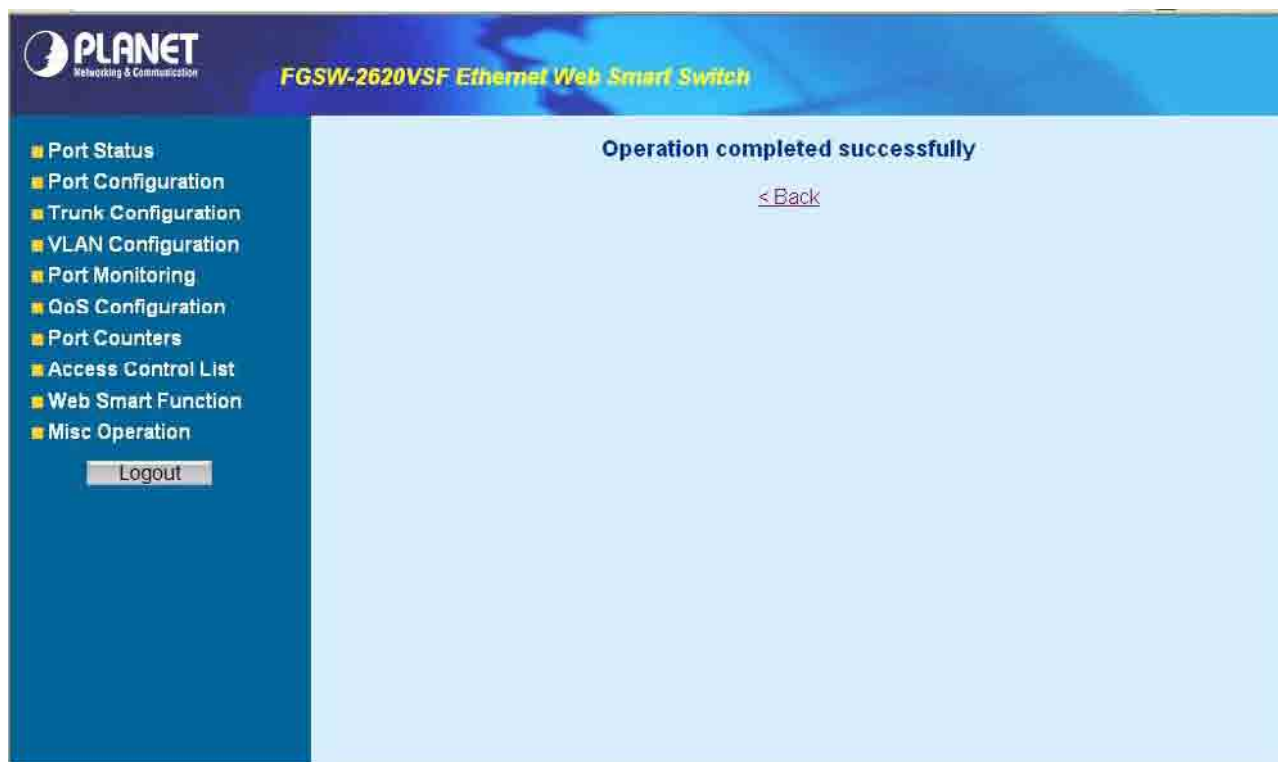 PLANET
Networking & Communication
FGSW-2620VSF Ethernet Web Smart Switch
Port Status
Port Configuration
Trunk Configuration
VLAN Configuration
Port Monitoring
QoS Configuration
Port Counters
Access Control List
Web Smart Function
Misc Operation
Logout
Operation completed successfully
< Back